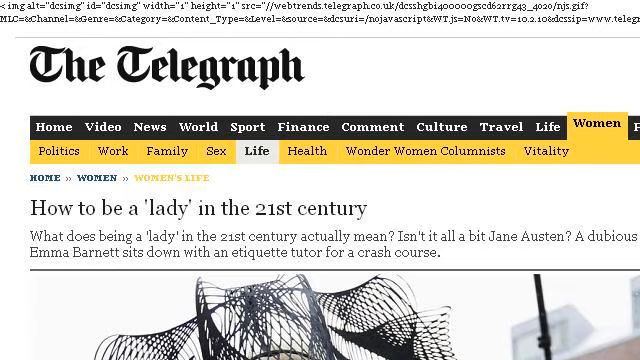 < img alt="dcsimg" id="dcsimg" width="1" height="1" src="//webtrends.telegraph.co.uk/dcsshgbi400000gscd62rrg43_4020/njs.gif?
MLC=&Channel=&Genre=&Category=&Content_Type=&Level=&source=&dcsuri=/nojavascript&WT.js=No&WT.tv=10.2.10&dcssip=www.telegr
The Telegraph
Home Video News World Sport Finance Comment Culture Travel Life Women F
Politics Work Family Sex Life Health Wonder Women Columnists Vitality
HOME » WOMEN » WOMEN'S LIFE
How to be a 'lady' in the 21st century
What does being a 'lady' in the 21st century actually mean? Isn't it all a bit Jane Austen? A dubious
Emma Barnett sits down with an etiquette tutor for a crash course.